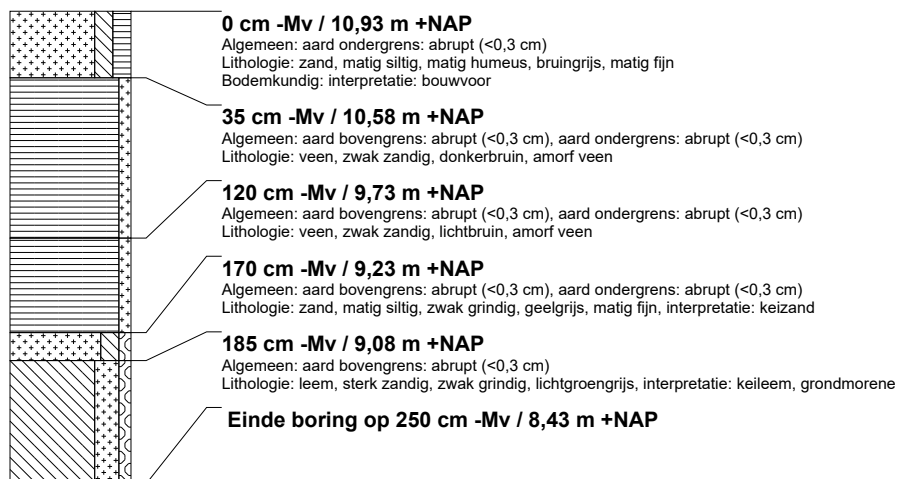 0 cm -Mv / 10,93 m +NAP
Algemeen: aard ondergrens: abrupt (<0,3 cm)
Lithologie: zand, matig siltig, matig humeus, bruingrijs, matig fijn
Bodemkundig: interpretatie: bouwvoor
35 cm -Mv / 10,58 m +NAP
Algemeen: aard bovengrens: abrupt (<0,3 cm), aard ondergrens: abrupt (<0,3 cm)
Lithologie: veen, zwak zandig, donkerbruin, amorf veen
120 cm -Mv / 9,73 m +NAP
Algemeen: aard bovengrens: abrupt (<0,3 cm), aard ondergrens: abrupt (<0,3 cm)
Lithologie: veen, zwak zandig, lichtbruin, amorf veen
170 cm -Mv / 9,23 m +NAP
Algemeen: aard bovengrens: abrupt (<0,3 cm), aard ondergrens: abrupt (<0,3 cm)
Lithologie: zand, matig siltig, zwak grindig, geelgrijs, matig fijn, interpretatie: keizand
185 cm -Mv / 9,08 m +NAP
Algemeen: aard bovengrens: abrupt (<0,3 cm)
Lithologie: leem, sterk zandig, zwak grindig, lichtgroengrijs, interpretatie: keileem, grondmorene
Einde boring op 250 cm -Mv / 8,43 m +NAP